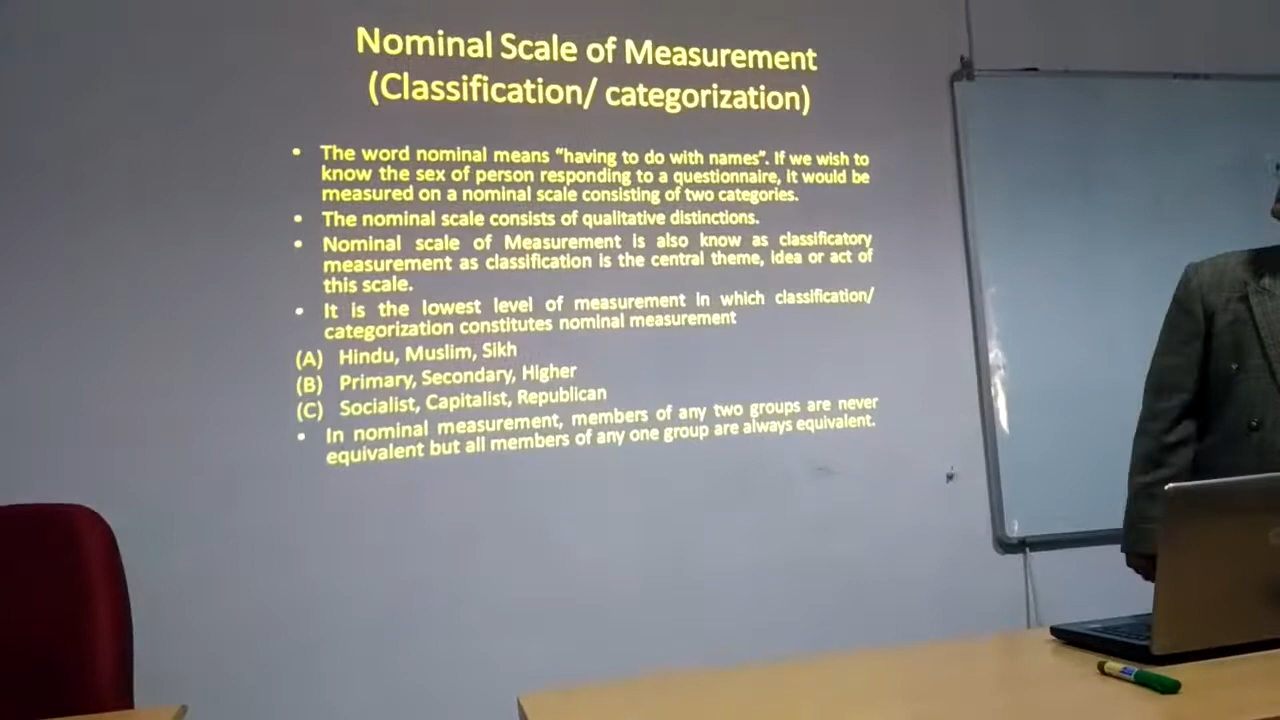 Nominal Scale of Measurement
(Classification/ categorization)
• The word nominal means “having to do with names”. If we wish to
know the sex of person responding to a questionnaire, it would be
measured on a nominal scale consisting of two categories.
• The nominal scale consists of qualitative distinctions.
• Nominal scale of Measurement is also know as classificatory
measurement as classification is the central theme, idea or act of
this scale.
• It is the lowest level of measurement in which classification/
categorization constitutes nominal measurement
(A) Hindu, Muslim, Sikh
(B) Primary, Secondary, Higher
(C) Socialist, Capitalist, Republican
• In nominal measurement, members of any two groups are never
equivalent but all members of any one group are always equivalent.